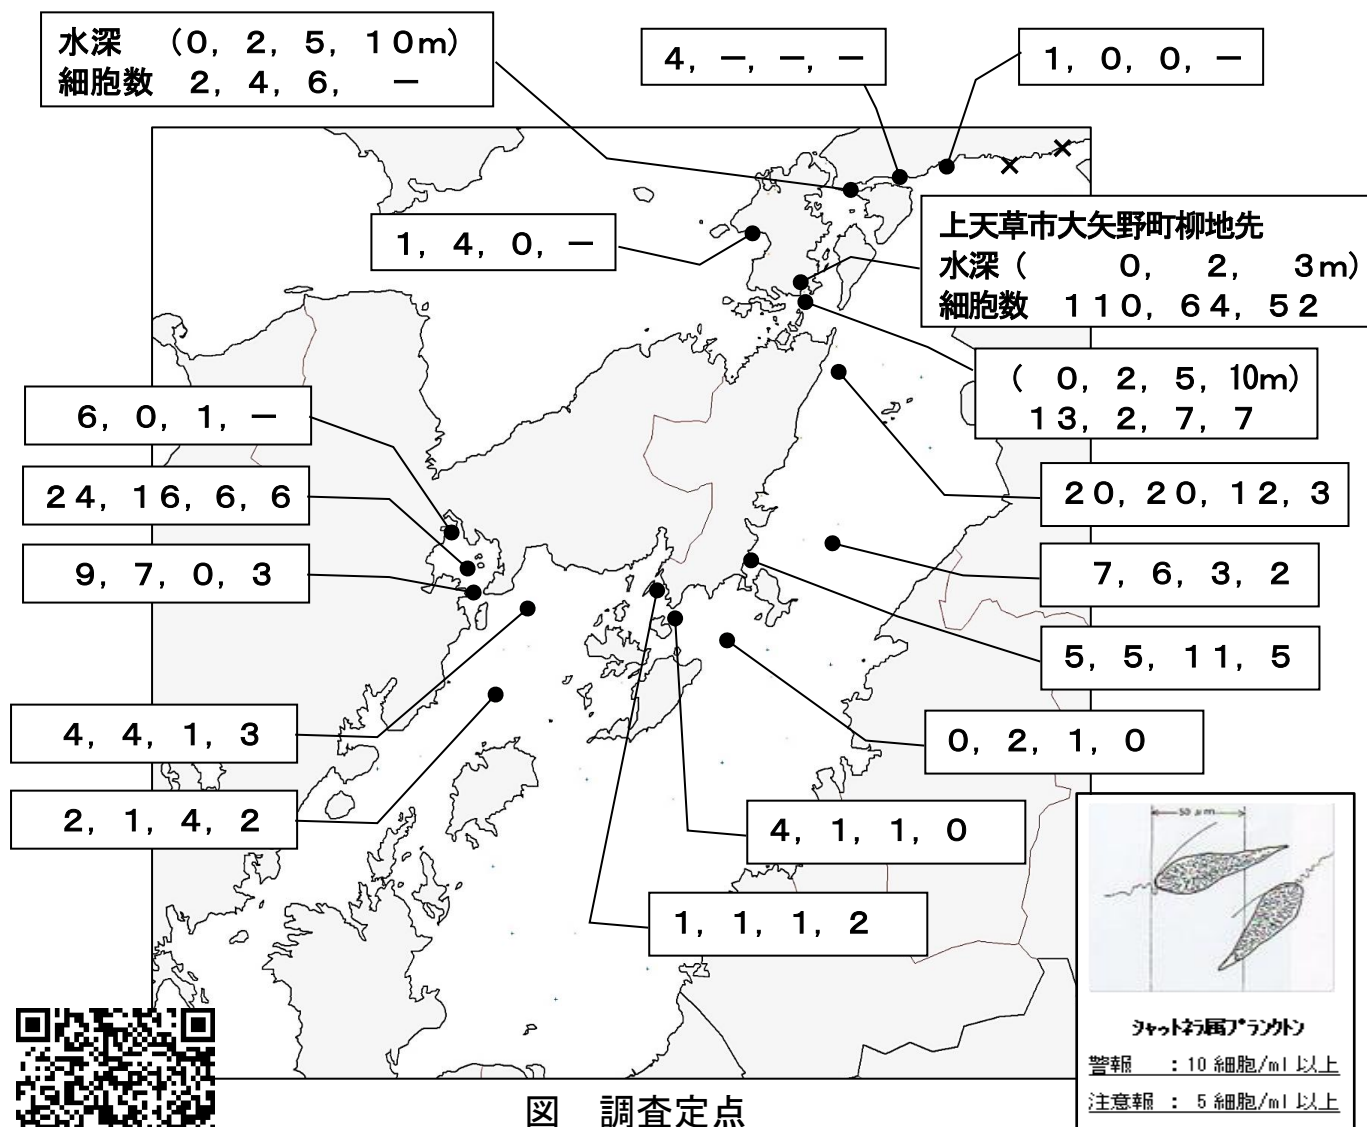 水深 （０，２，５，１０ｍ）
細胞数 ２，４，６， －
４，－，－，－
１，０，０，－
１，４，０，－
上天草市大矢野町柳地先
水深（ ０， ２， ３ｍ）
細胞数 １１０，６４，５２
（ ０，２，５，10ｍ）
１３，２，７，７
６，０，１，－
２４，１６，６，６
９，７，０，３
２０，２０，１２，３
７，６，３，２
５，５，１１，５
４，４，１，３
０，２，１，０
２，１，４，２
４，１，１，０
１，１，１，２
50 μm
シャットネラ属プランクトン
警報 ：10 細胞/ml 以上
注意報 ： 5 細胞/ml 以上
図 調査定点